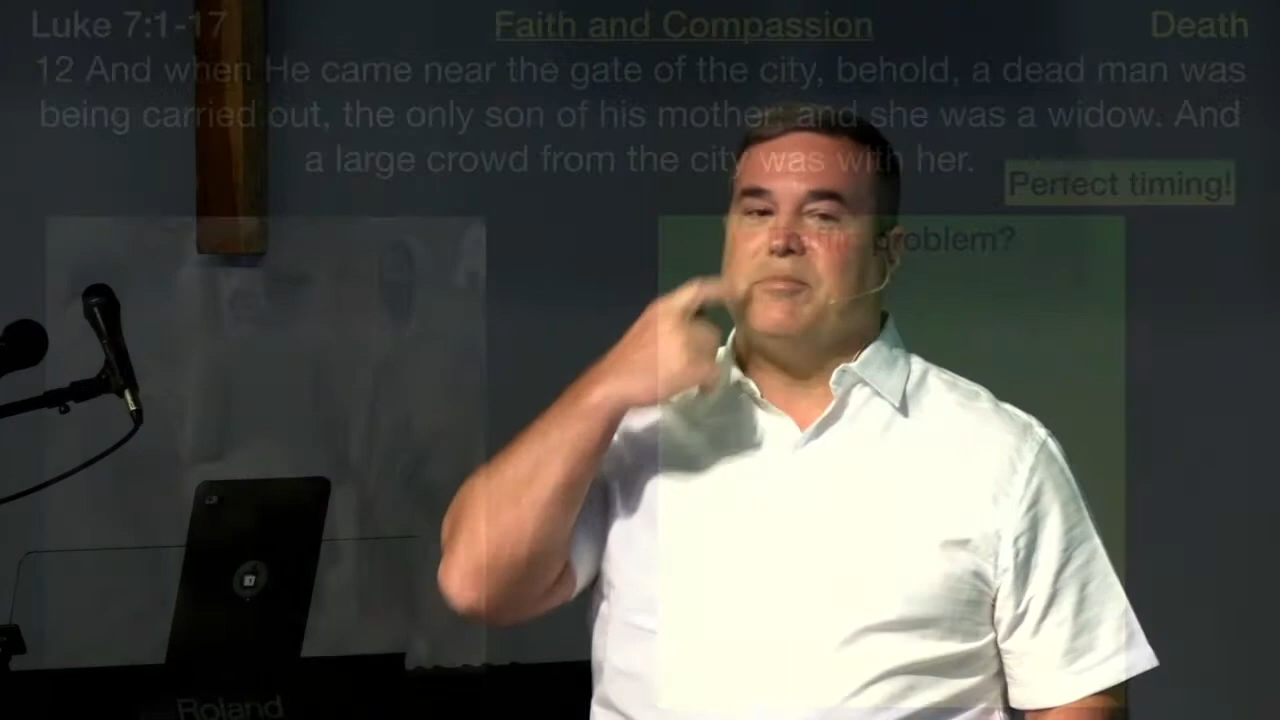 Luke 7:1-17 Faith and Compassion Death
12 And when He came near the gate of the city, behold, a dead man was
being carried out, the only son of his mother, and she was a widow. And
a large crowd from the city was with her.
Perfect timing!
problem?
Roland